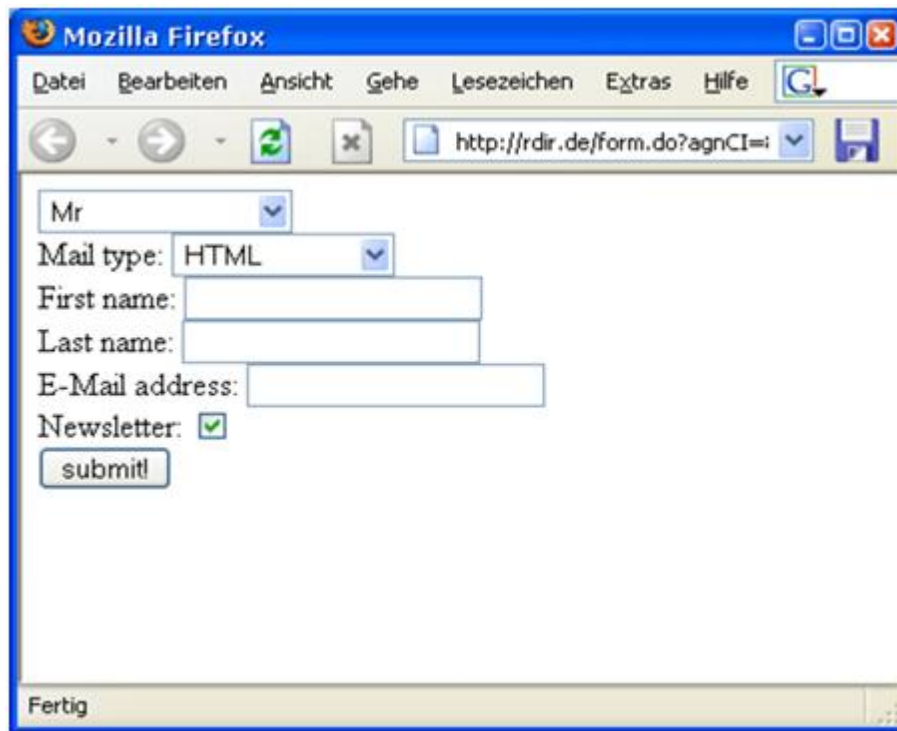 Mozilla Firefox
Datei Bearbeiten Ansicht Gehe Lesezeichen Extras Hilfe G
http://rdir.de/form.do?agnCI=
Mr
Mail type: HTML
First name:
Last name:
E-Mail address:
Newsletter:
submit!
Fertig